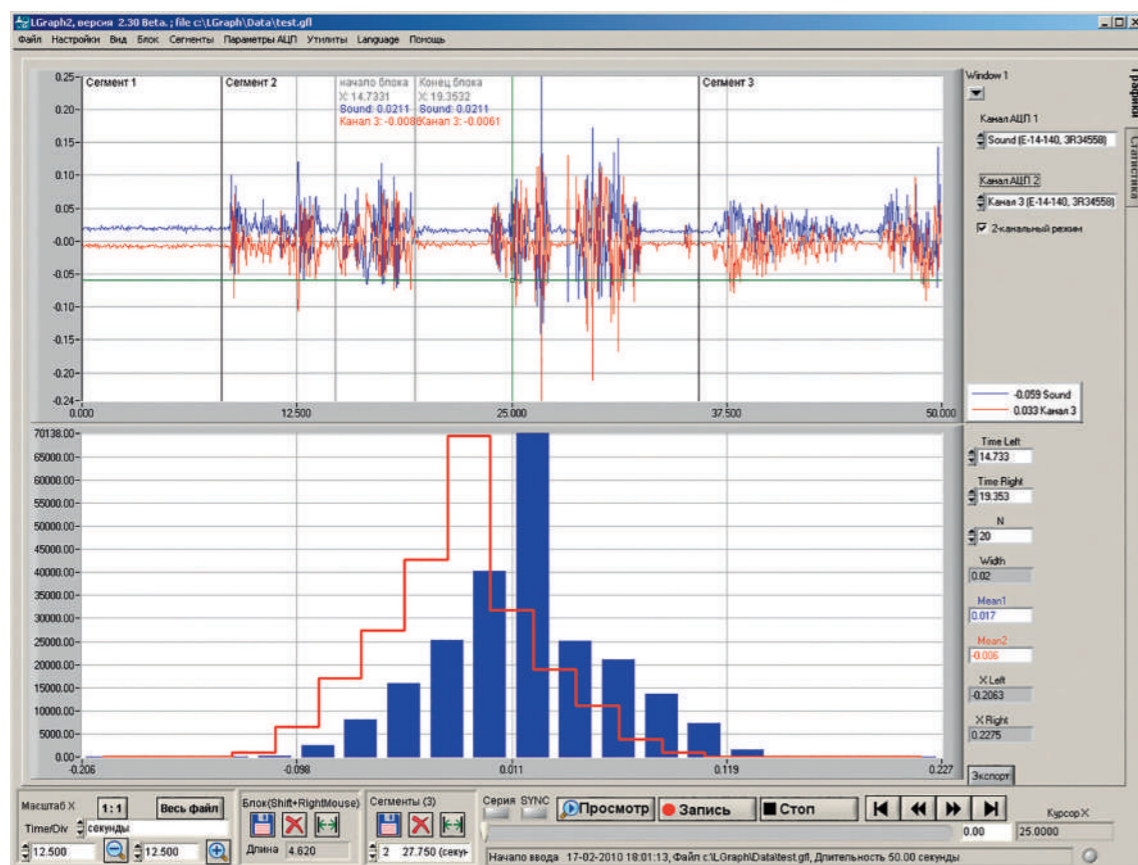 LGraph2, версия 2.30 Beta. ; file c:\LGraph\Data\test.gfl
Файл Настройки Вид Блок Сегменты Параметры АЦП Утилиты Language Помощь
0.25
0.20
0.15
0.10
0.05
-0.00
-0.05
-0.10
-0.15
-0.20
-0.24
Сегмент 1
Сегмент 2
начало блока
X: 14.7331
Sound: 0.0211
Канал 3: -0.008
Конец блока
X: 19.3532
Sound: 0.0211
Канал 3: -0.0061
Сегмент 3
0.000 12.500 25.000 37.500 50.000
Window 1
Канал АЦП 1
Sound (E-14-140, 3R34558)
Канал АЦП 2
Канал 3 (E-14-140, 3R34558)
2-канальный режим
Графики
Статистика
-0.059 Sound
0.033 Канал 3
70138.00
65000.00
60000.00
55000.00
50000.00
45000.00
40000.00
35000.00
30000.00
25000.00
20000.00
15000.00
10000.00
5000.00
0.00
-0.206 -0.098 0.011 0.119 0.227
Time Left
14.733
Time Right
19.353
N
20
Width
0.02
Mean1
0.017
Mean2
-0.006
X Left
-0.2063
X Right
0.2275
Экспорт
Масштаб X 1:1 Весь файл
Time/Div секунды
12.500 12.500
Блок(Shift+RightMouse)
Длина 4.620
Сегменты (3)
2 27.750 (секун
Серия SYNC Просмотр Запись Стоп
Курсор X
0.00 25.0000
Начало ввода 17-02-2010 18:01:13, Файл c:\LGraph\Data\test.gfl, Длительность 50.00 секунды